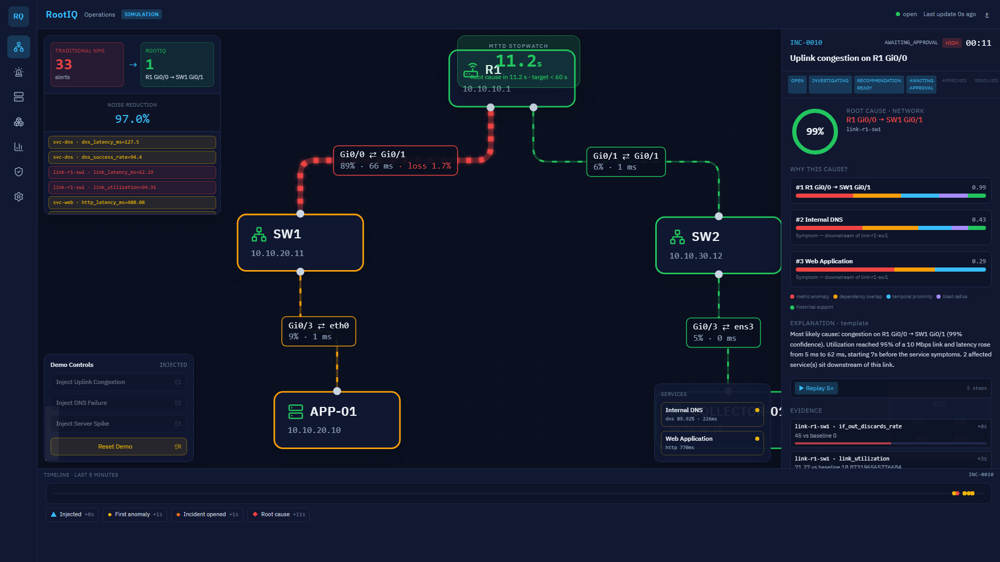 RQ
RootIQ Operations SIMULATION
open Last update 0s ago ع
TRADITIONAL NMS
33
alerts
→
ROOTIQ
1
R1 Gi0/0 → SW1 Gi0/1
NOISE REDUCTION
97.0%
svc-dns · dns_latency_ms=127.5
svc-dns · dns_success_rate=94.4
link-r1-sw1 · link_latency_ms=62.29
link-r1-sw1 · link_utilization=94.91
svc-web · http_latency_ms=480.08
MTTD STOPWATCH
11.2s
Root cause in 11.2 s · target < 60 s
R1
10.10.10.1
Gi0/0 ⇄ Gi0/1
89% · 66 ms · loss 1.7%
Gi0/1 ⇄ Gi0/1
6% · 1 ms
SW1
10.10.20.11
SW2
10.10.30.12
Gi0/3 ⇄ eth0
9% · 1 ms
Gi0/3 ⇄ ens3
5% · 0 ms
APP-01
10.10.20.10
COLLECTOR-01
Demo Controls INJECTED
Inject Uplink Congestion ⇧1
Inject DNS Failure ⇧2
Inject Server Spike ⇧3
Reset Demo ⇧R
SERVICES
Internal DNS
dns 89.92% · 226ms
Web Application
http 770ms
INC-0010 AWAITING_APPROVAL HIGH 00:11
Uplink congestion on R1 Gi0/0
OPEN INVESTIGATING RECOMMENDATION READY AWAITING APPROVAL APPROVED RESOLVED
99%
ROOT CAUSE · NETWORK
R1 Gi0/0 → SW1 Gi0/1
link-r1-sw1
WHY THIS CAUSE?
#1 R1 Gi0/0 → SW1 Gi0/1 0.99
#2 Internal DNS 0.43
Symptom — downstream of link-r1-sw1
#3 Web Application 0.29
Symptom — downstream of link-r1-sw1
metric anomaly dependency overlap temporal proximity blast radius
historical support
EXPLANATION · template
Most likely cause: congestion on R1 Gi0/0 → SW1 Gi0/1 (99%
confidence). Utilization reached 95% of a 10 Mbps link and latency rose
from 5 ms to 62 ms, starting 7s before the service symptoms. 2 affected
service(s) sit downstream of this link.
▶ Replay 5× 5 steps
EVIDENCE
link-r1-sw1 · if_out_discards_rate +0s
45 vs baseline 0
link-r1-sw1 · link_utilization +3s
71.27 vs baseline 18.873196565776684
TIMELINE · LAST 5 MINUTES INC-0010
Injected +0s First anomaly +1s Incident opened +1s Root cause +11s